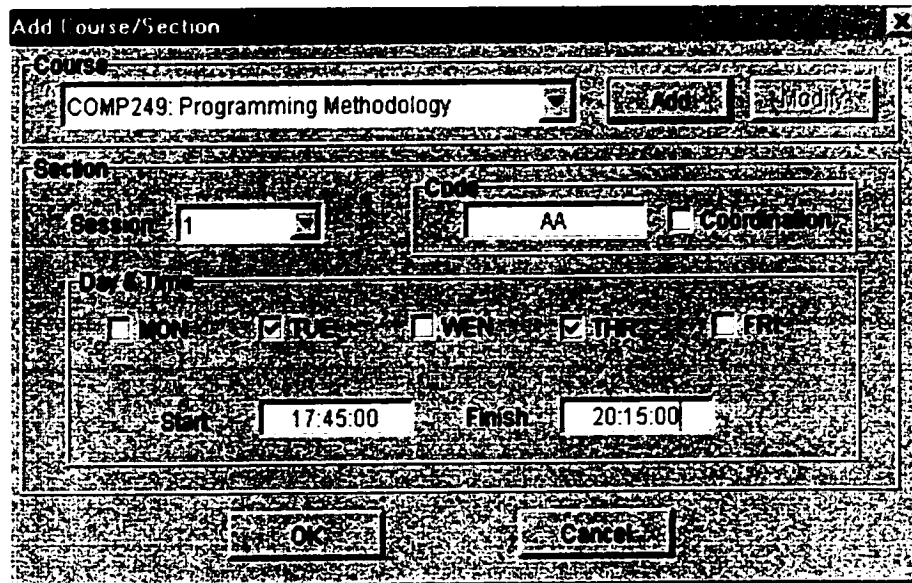 Add Course/Section
Course
COMP249: Programming Methodology
Add
Modify
Section
Session
1
Code
AA
Coordination
Day & Time
MON
TUE
WEN
THR
FRI
Start
17:45:00
Finish
20:15:00
OK
Cancel